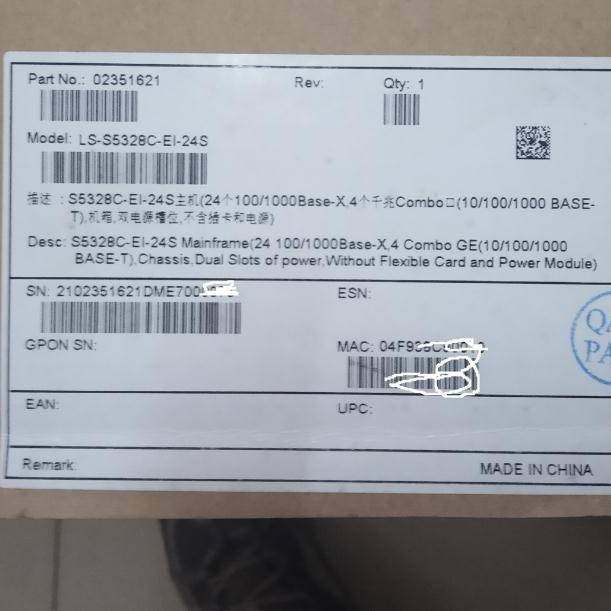 Part No.: 02351621 Rev: Qty: 1
Model: LS-S5328C-EI-24S
描述 : S5328C-EI-24S主机(24个100/1000Base-X,4个千兆Combo口(10/100/1000 BASE-
T),机箱,双电源槽位,不含插卡和电源)
Desc: S5328C-EI-24S Mainframe(24 100/1000Base-X,4 Combo GE(10/100/1000
BASE-T),Chassis,Dual Slots of power,Without Flexible Card and Power Module)
SN: ESN:
GPON SN: MAC:
EAN: UPC:
Remark: MADE IN CHINA